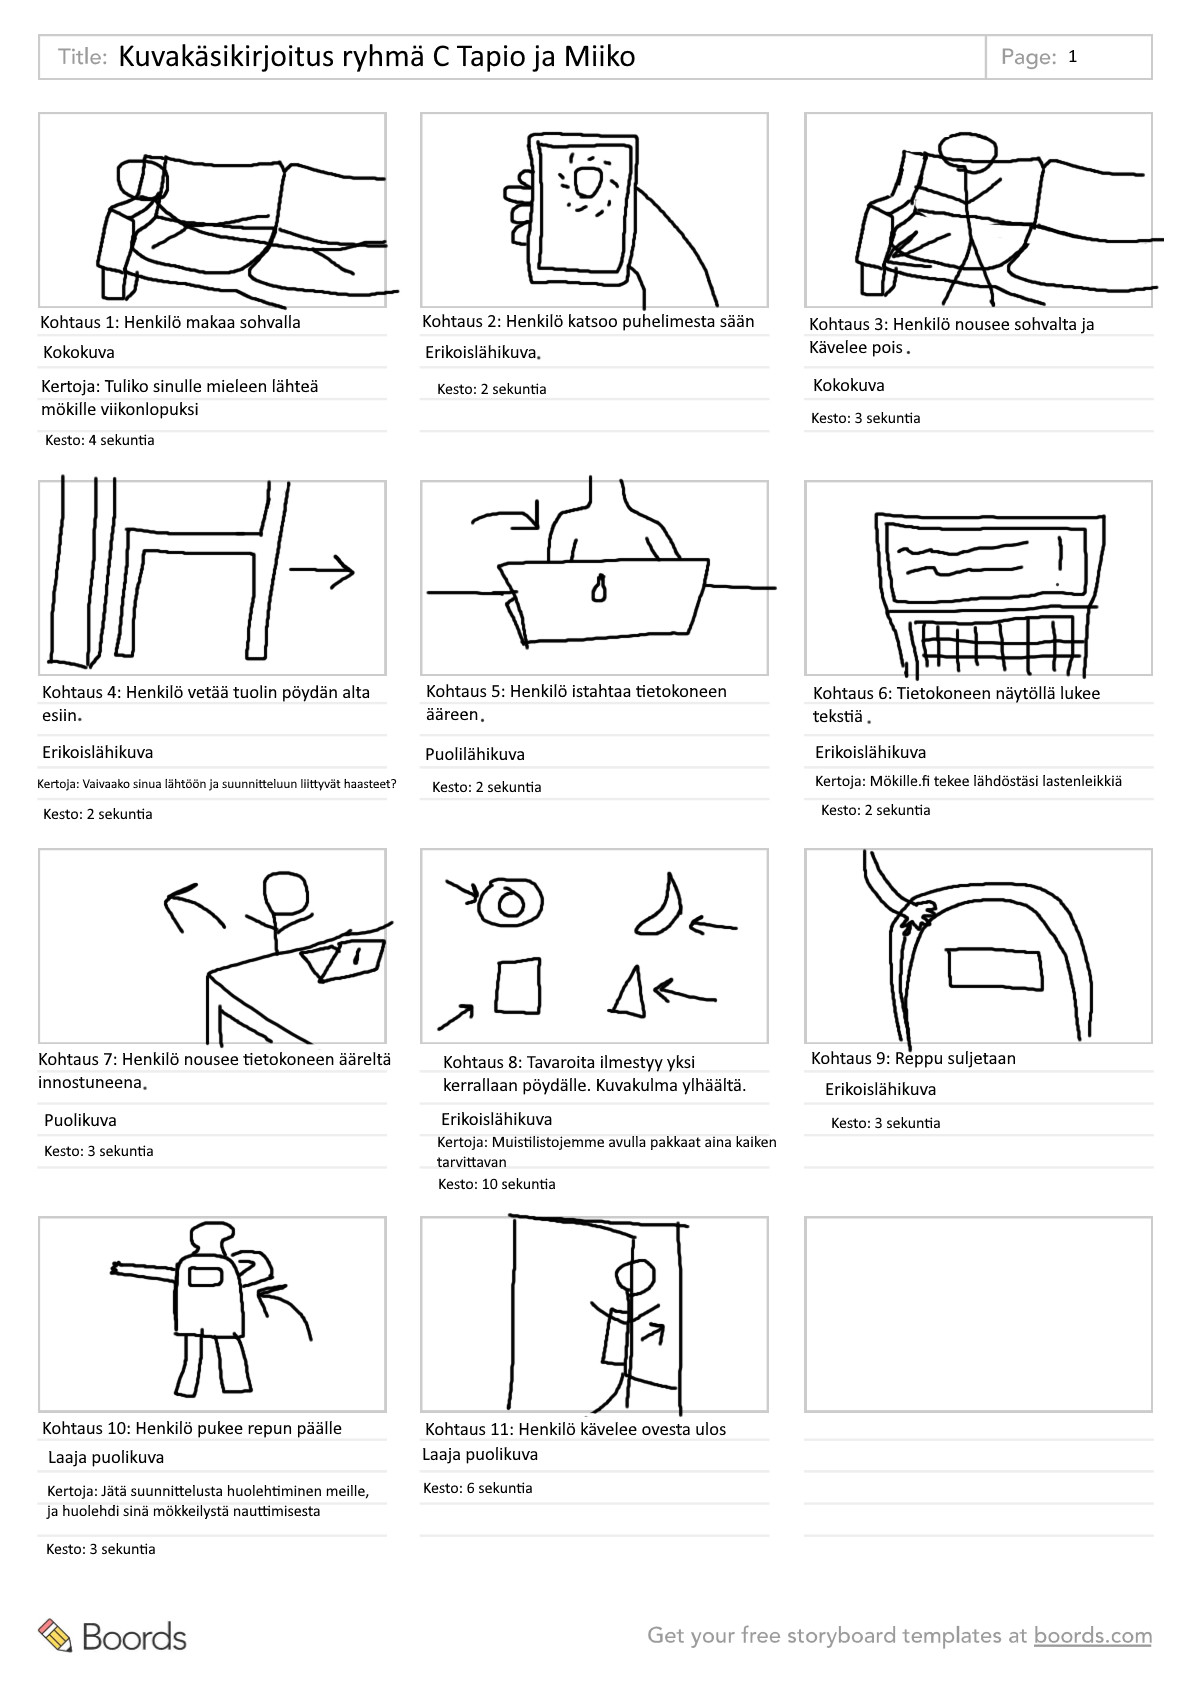 Title: Kuvakäsikirjoitus ryhmä C Tapio ja Miiko
Page: 1
Kohtaus 1: Henkilö makaa sohvalla
Kokokuva
Kertoja: Tuliko sinulle mieleen lähteä
mökille viikonlopuksi
Kesto: 4 sekuntia
Kohtaus 2: Henkilö katsoo puhelimesta sään
Erikoislähikuva.
Kesto: 2 sekuntia
Kohtaus 3: Henkilö nousee sohvalta ja
Kävelee pois .
Kokokuva
Kesto: 3 sekuntia
Kohtaus 4: Henkilö vetää tuolin pöydän alta
esiin.
Erikoislähikuva
Kertoja: Vaivaako sinua lähtöön ja suunnitteluun liittyvät haasteet?
Kesto: 2 sekuntia
Kohtaus 5: Henkilö istahtaa tietokoneen
ääreen .
Puolilähikuva
Kesto: 2 sekuntia
Kohtaus 6: Tietokoneen näytöllä lukee
tekstiä .
Erikoislähikuva
Kertoja: Mökille.fi tekee lähdöstäsi lastenleikkiä
Kesto: 2 sekuntia
Kohtaus 7: Henkilö nousee tietokoneen ääreltä
innostuneena.
Puolikuva
Kesto: 3 sekuntia
Kohtaus 8: Tavaroita ilmestyy yksi
kerrallaan pöydälle. Kuvakulma ylhäältä.
Erikoislähikuva
Kertoja: Muistilistojemme avulla pakkaat aina kaiken
tarvittavan
Kesto: 10 sekuntia
Kohtaus 9: Reppu suljetaan
Erikoislähikuva
Kesto: 3 sekuntia
Kohtaus 10: Henkilö pukee repun päälle
Laaja puolikuva
Kertoja: Jätä suunnittelusta huolehtiminen meille,
ja huolehdi sinä mökkeilystä nauttimisesta
Kesto: 3 sekuntia
Kohtaus 11: Henkilö kävelee ovesta ulos
Laaja puolikuva
Kesto: 6 sekuntia
Boords
Get your free storyboard templates at boords.com